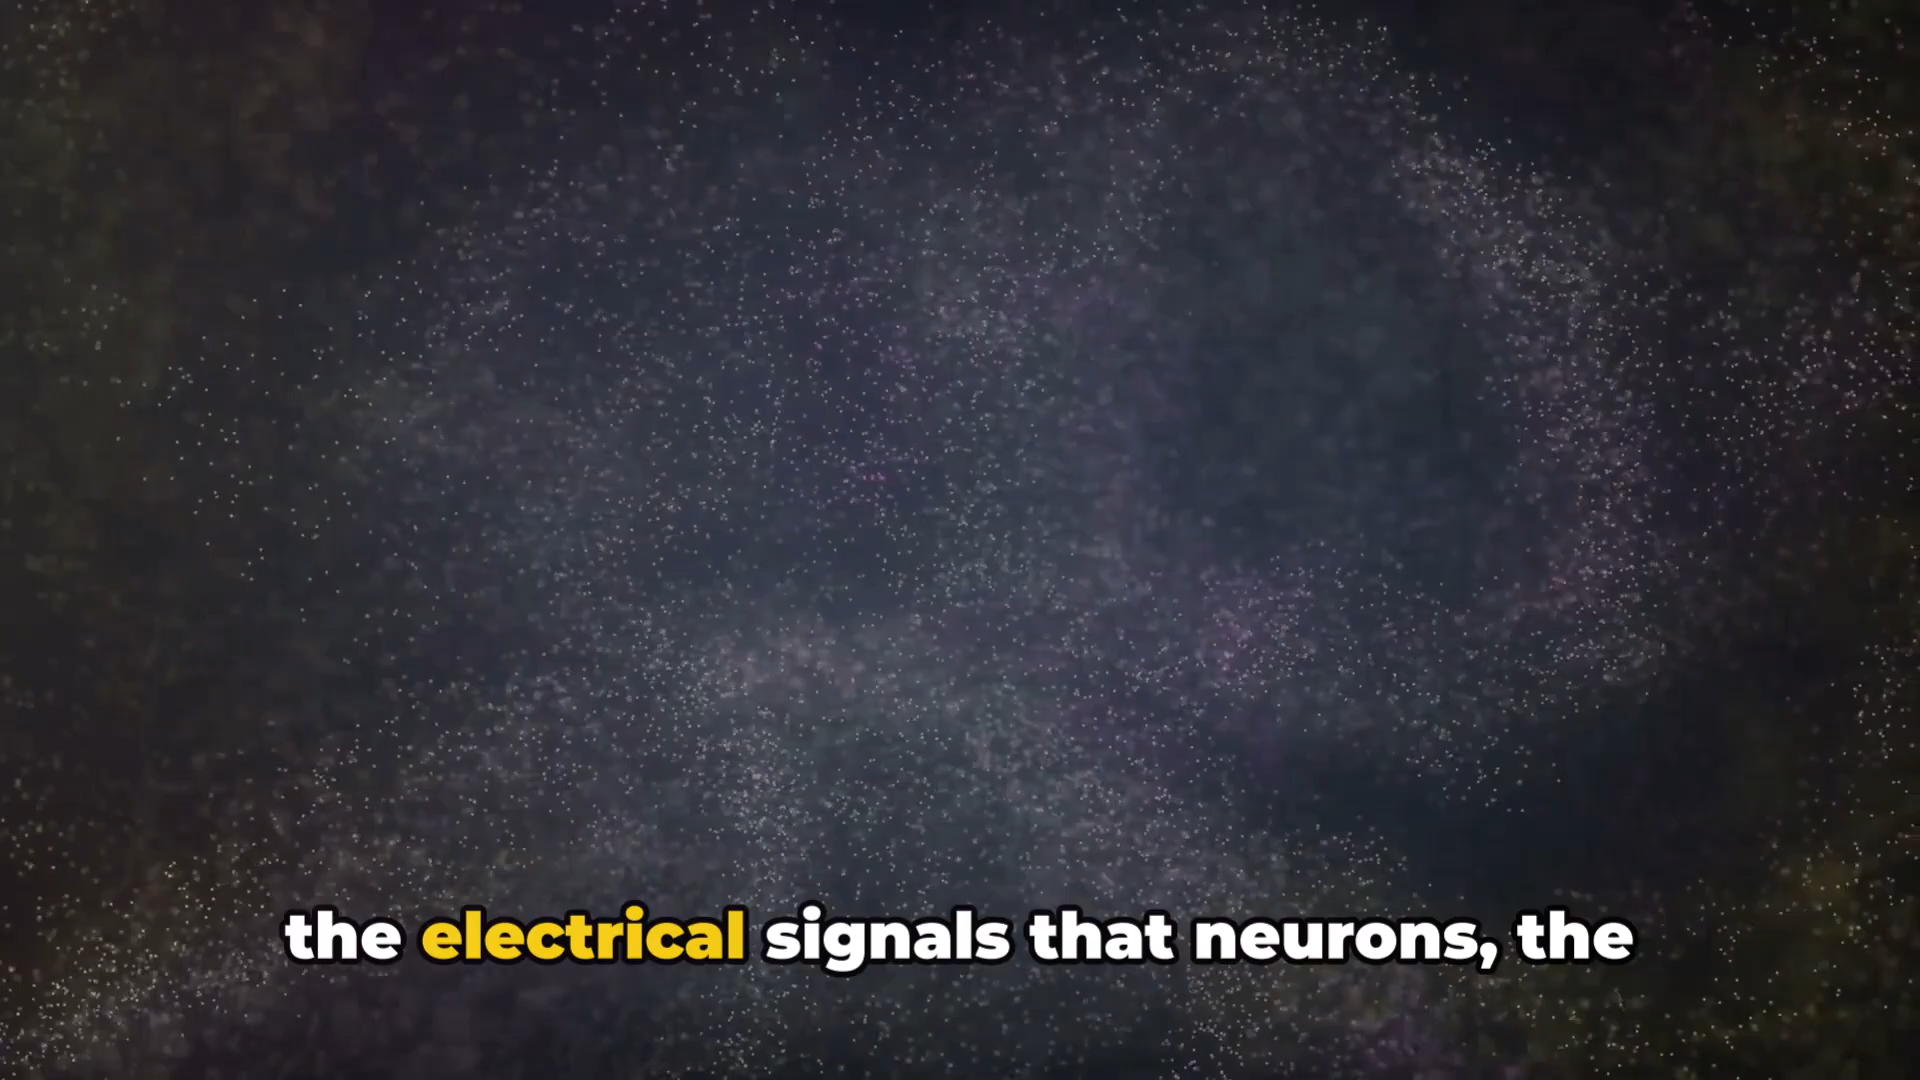 the electrical signals that neurons, the